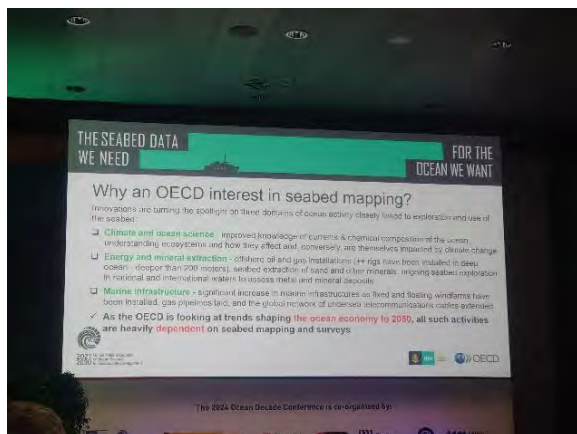 THE SEABED DATA
WE NEED
FOR THE
OCEAN WE WANT
Why an OECD interest in seabed mapping?
Innovations are turning the spotlight on three domains of ocean activity closely linked to exploration and use of
the seabed:
Climate and ocean science - improved knowledge of currents & chemical composition of the ocean,
understanding ecosystems and how they affect and, conversely, are themselves impacted by climate change
Energy and mineral extraction - offshore oil and gas installations (++ rigs have been installed in deep
ocean - deeper than 200 meters), seabed extraction of sand and other minerals, ongoing seabed exploration
in national and international waters to assess metal and mineral deposits
Marine infrastructure - significant increase in marine infrastructures as fixed and floating windfarms have
been installed, gas pipelines laid, and the global network of undersea telecommunications cables extended
✓ As the OECD is looking at trends shaping the ocean economy to 2050, all such activities
are heavily dependent on seabed mapping and surveys
2021
2030
OECD
The 2024 Ocean Decade Conference is co-organised by: